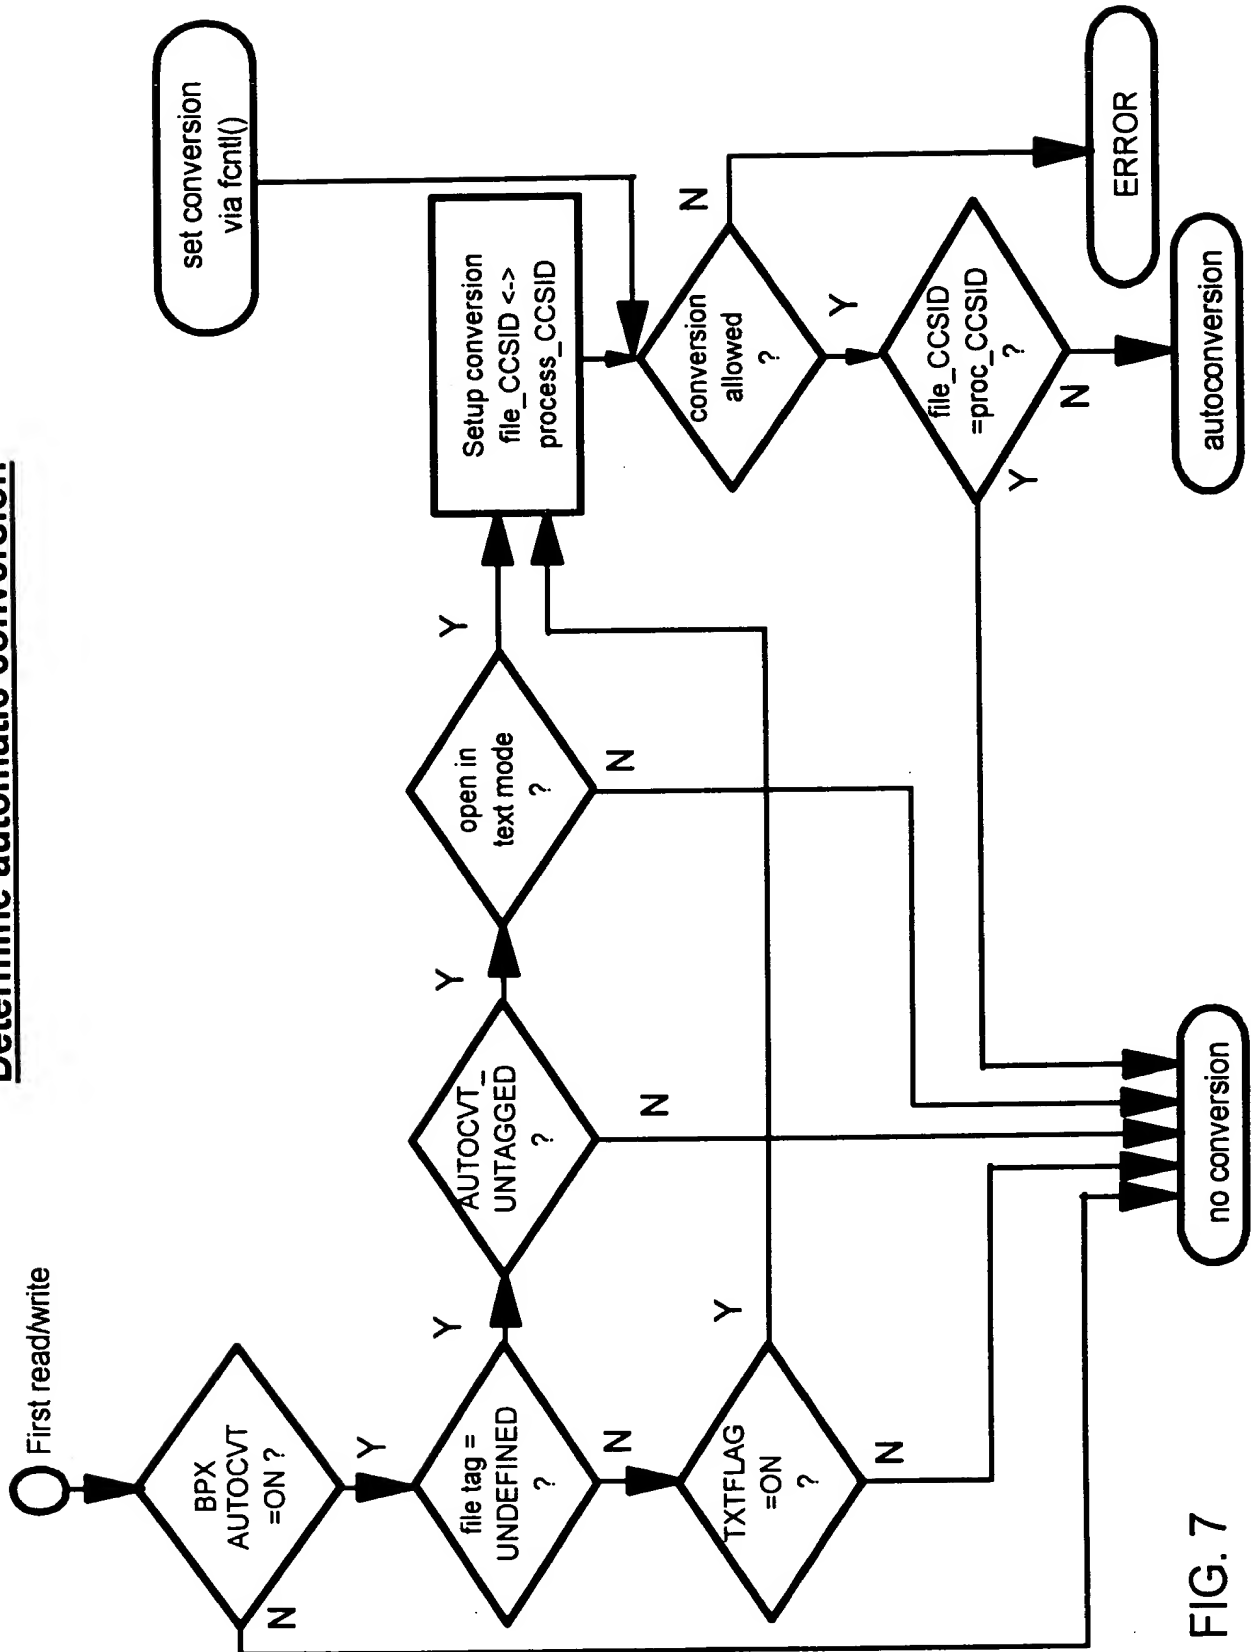 Determine automatic conversion
First read/write
set conversion
via fcntl()
BPX
AUTOCVT
=ON ?
N
Y
file tag =
UNDEFINED
?
Y
N
AUTOCVT_
UNTAGGED
?
Y
N
open in
text mode
?
Y
N
Setup conversion
file_CCSID <->
process_CCSID
TXTFLAG
=ON
?
Y
N
conversion
allowed
?
N
Y
file_CCSID
=proc_CCSID
?
Y
N
ERROR
autoconversion
no conversion
FIG. 7